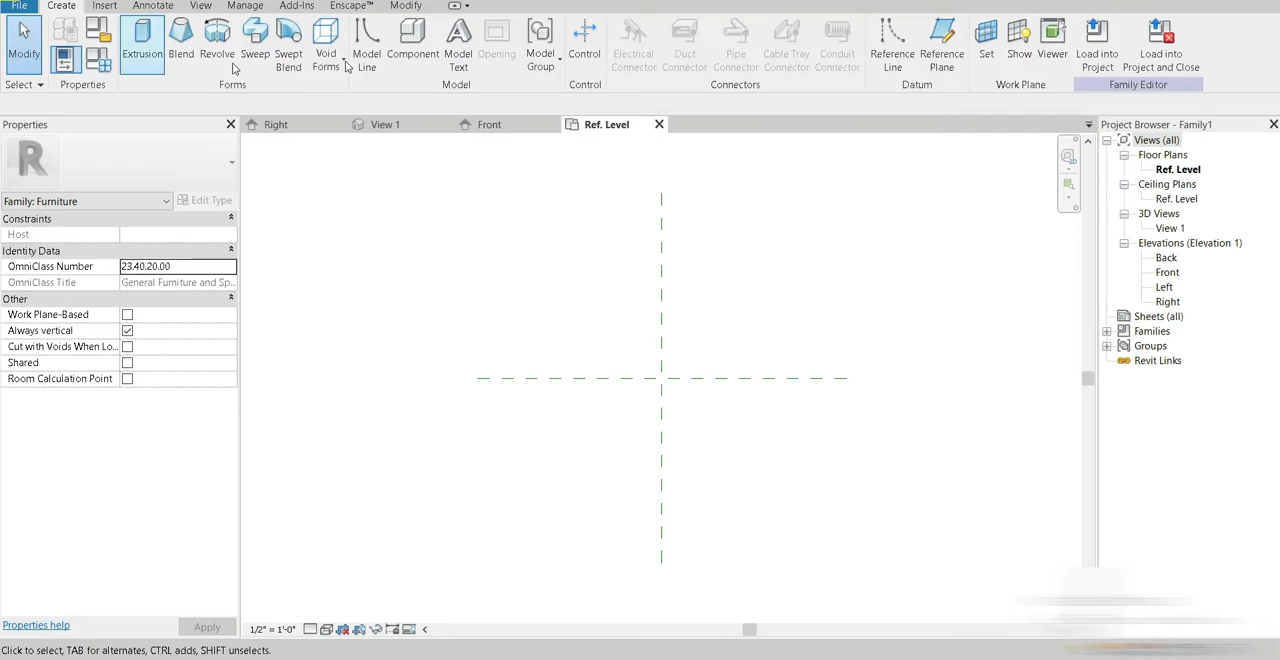 File Create Insert Annotate View Manage Add-Ins Enscape™ Modify
Modify Extrusion Blend Revolve Sweep Swept Blend Void Forms Model Line Component Model Text Opening Model Group Control Electrical Connector Duct Connector Pipe Connector Cable Tray Connector Conduit Connector Reference Line Reference Plane Set Show Viewer Load into Project Load into Project and Close
Select Properties Forms Model Control Connectors Datum Work Plane Family Editor
Properties
Right View 1 Front Ref. Level
Project Browser - Family1
R
Family: Furniture Edit Type
Constraints
Host
Identity Data
OmniClass Number 23.40.20.00
OmniClass Title General Furniture and Sp...
Other
Work Plane-Based
Always vertical
Cut with Voids When Lo...
Shared
Room Calculation Point
Properties help Apply
Views (all)
Floor Plans
Ref. Level
Ceiling Plans
Ref. Level
3D Views
View 1
Elevations (Elevation 1)
Back
Front
Left
Right
Sheets (all)
Families
Groups
Revit Links
1/2" = 1'-0"
Click to select, TAB for alternates, CTRL adds, SHIFT unselects.